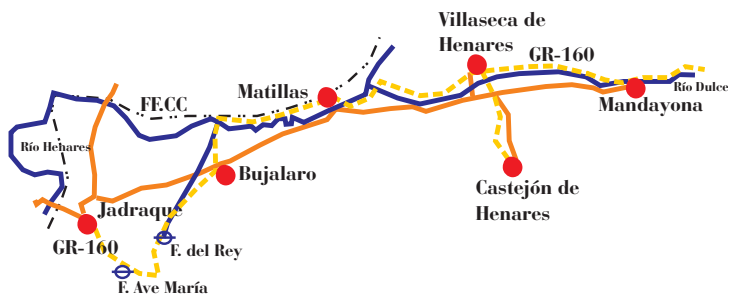 Villaseca de
Henares
GR-160
Matillas
FF.CC
Río Dulce
Mandayona
Río Henares
Bujalaro
Castejón de
Henares
Jadraque
GR-160
F. del Rey
F. Ave María